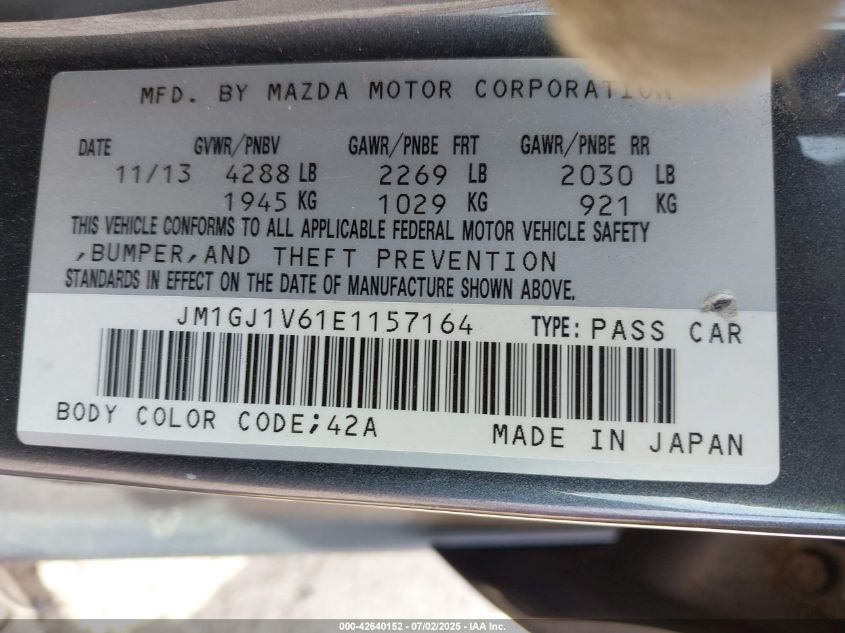 MFD. BY MAZDA MOTOR CORPORATION
DATE GVWR/PNBV GAWR/PNBE FRT GAWR/PNBE RR
11/13 4288 LB 2269 LB 2030 LB
1945 KG 1029 KG 921 KG
THIS VEHICLE CONFORMS TO ALL APPLICABLE FEDERAL MOTOR VEHICLE SAFETY
,BUMPER,AND THEFT PREVENTION
STANDARDS IN EFFECT ON THE DATE OF MANUFACTURE SHOWN ABOVE.
JM1GJ1V61E1157164 TYPE: PASS CAR
BODY COLOR CODE;42A MADE IN JAPAN
000-42640152 - 07/02/2025 - IAA Inc.